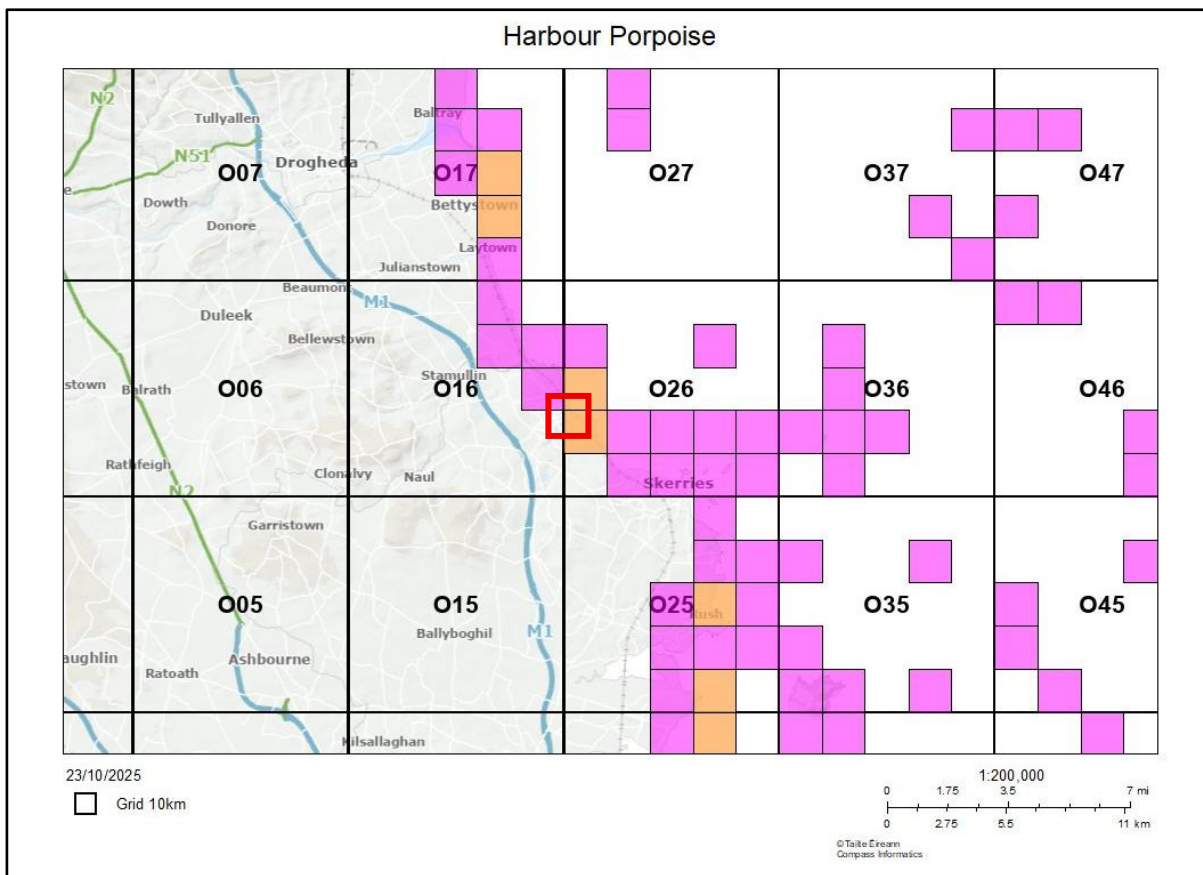 Harbour Porpoise
N2
Tullyallen
Baltray
N51
Drogheda
O07
O17
O27
O37
O47
Dowth
Bettystown
Donore
Laytown
Julianstown
Beaumont
M1
Duleek
Bellewstown
Stamullin
stown
Balrath
O06
O16
O26
O36
O46
Rathfeigh
Clonalvy
Naul
N2
Skerries
Garristown
O05
O15
O25
Rush
O35
O45
Ballyboghil
M1
aughlin
Ratoath
Ashbourne
Kilsallaghan
23/10/2025
Grid 10km
1:200,000
0 1.75 3.5 7 mi
0 2.75 5.5 11 km
©Tailte Éireann
Compass Informatics